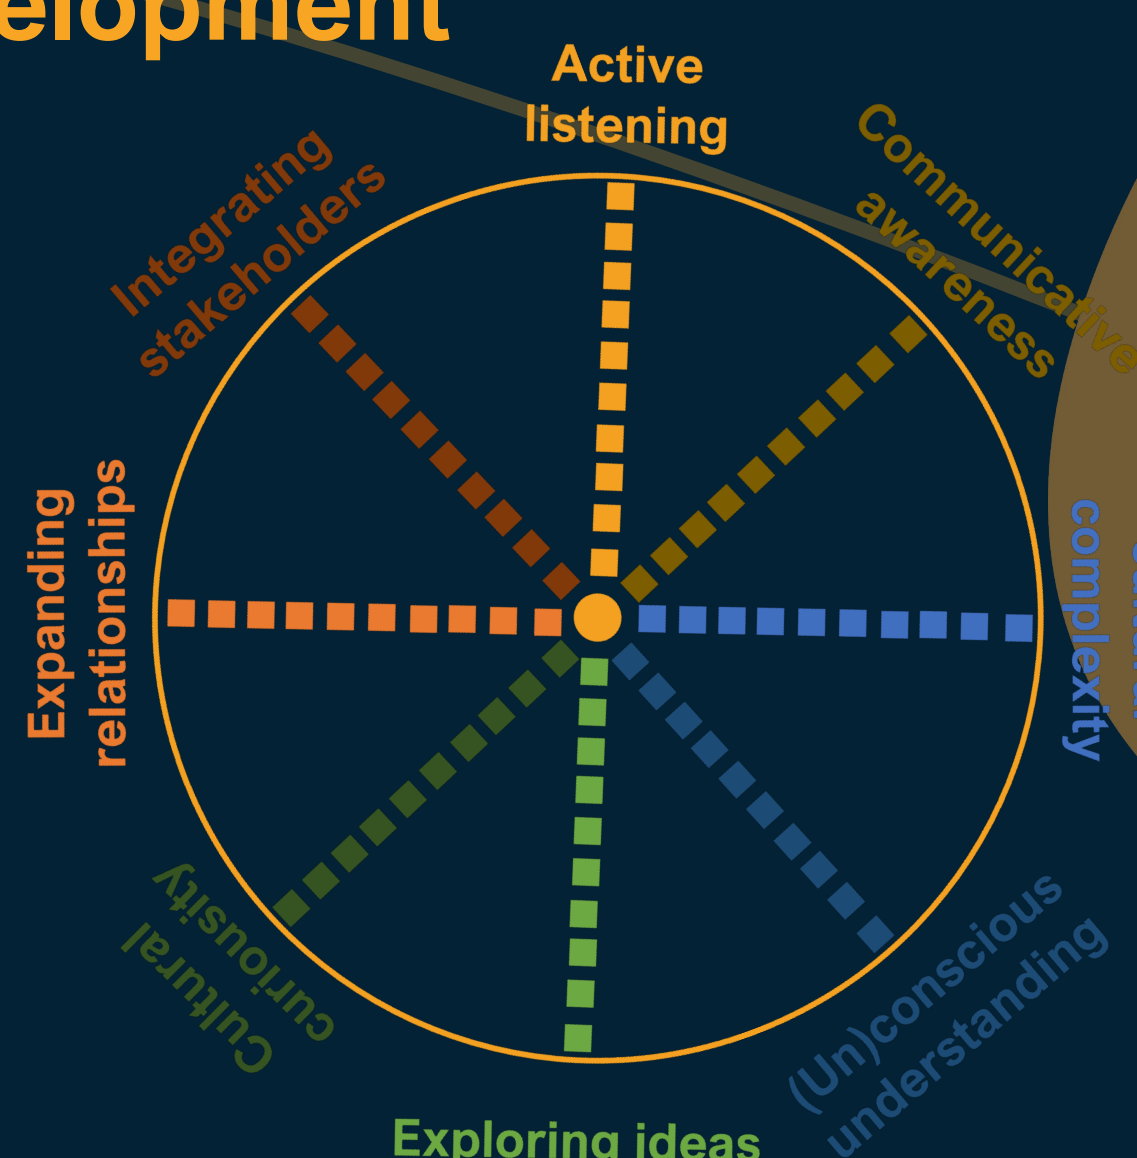 elopment
Active
listening
Communicative
awareness
complexity
(Un)conscious
understanding
Exploring ideas
Cultural
curiousity
Expanding
relationships
Integrating
stakeholders